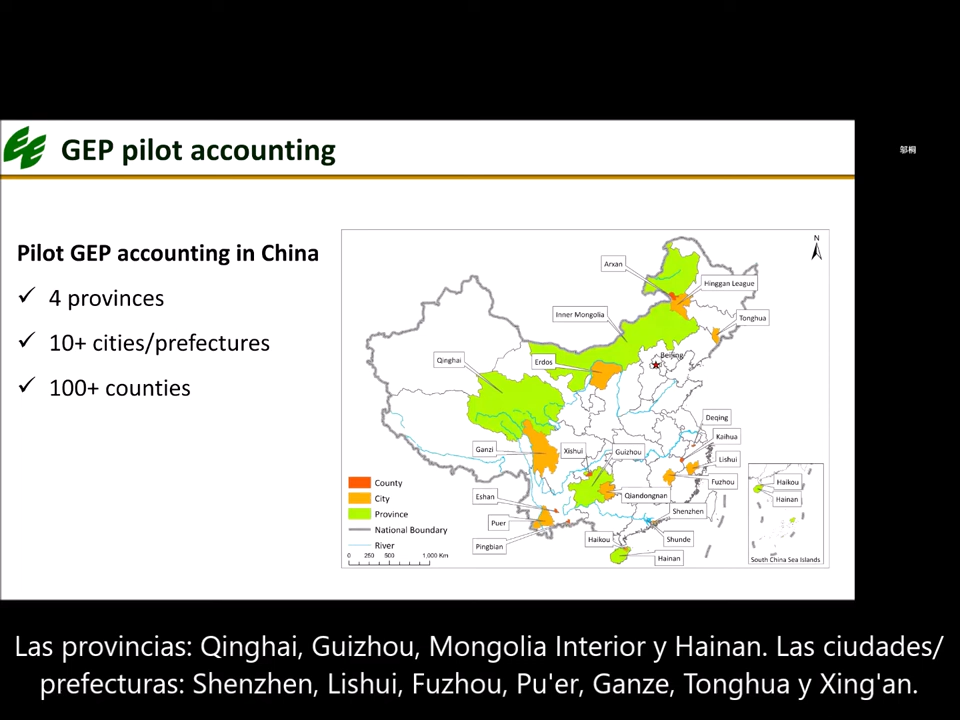 GEP pilot accounting
邬桐
Pilot GEP accounting in China
✓ 4 provinces
✓ 10+ cities/prefectures
✓ 100+ counties
N
Arxan
Hinggan League
Inner Mongolia
Tonghua
Beijing
Qinghai
Erdos
Deqing
Kaihua
Ganzi
Xishui
Guizhou
Lishui
Fuzhou
Haikou
Hainan
Eshan
Qiandongnan
Shenzhen
Puer
Pingbian
Haikou
Shunde
Hainan
South China Sea Islands
County
City
Province
National Boundary
River
0 250 500 1,000 Km
Las provincias: Qinghai, Guizhou, Mongolia Interior y Hainan. Las ciudades/
prefecturas: Shenzhen, Lishui, Fuzhou, Pu'er, Ganze, Tonghua y Xing'an.